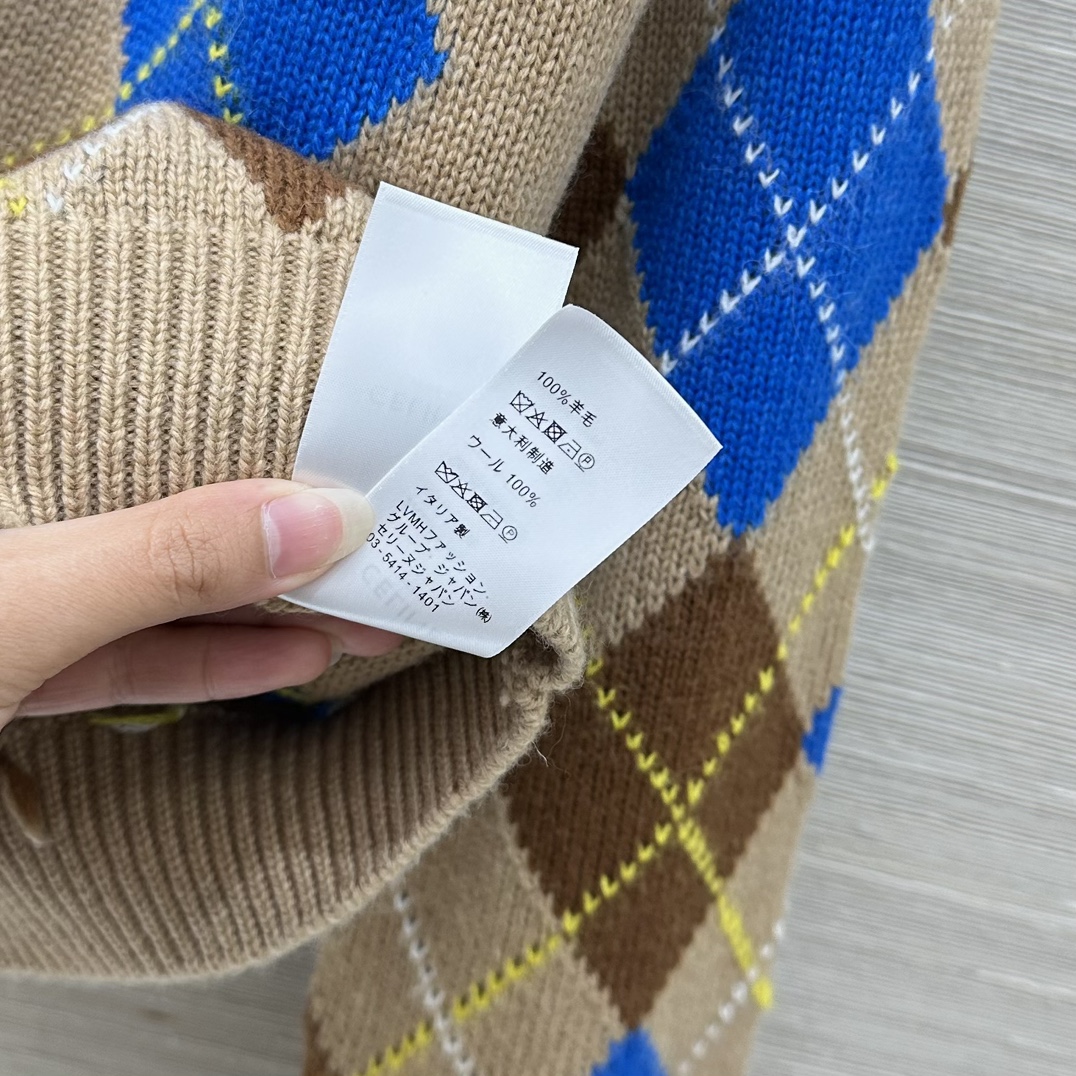 100%羊毛
意大利制造
ウール 100%
イタリア製
LVMHファッション
グループ ジャパン
セリーヌジャパン(株)
03-5414-1401